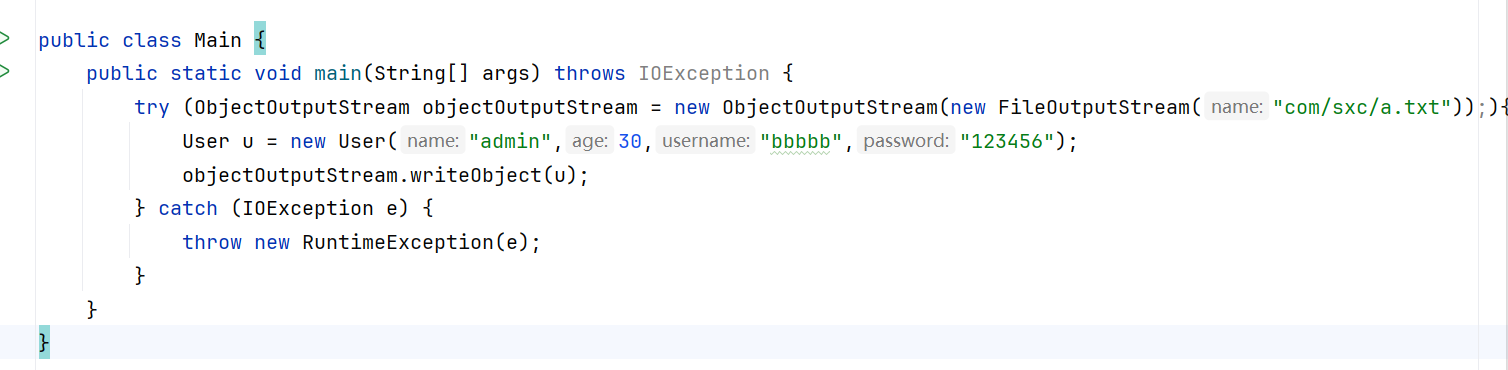 public class Main {
public static void main(String[] args) throws IOException {
try (ObjectOutputStream objectOutputStream = new ObjectOutputStream(new FileOutputStream( name: "com/sxc/a.txt"));){
User u = new User( name: "admin", age: 30, username: "bbbbb", password: "123456");
objectOutputStream.writeObject(u);
} catch (IOException e) {
throw new RuntimeException(e);
}
}
}